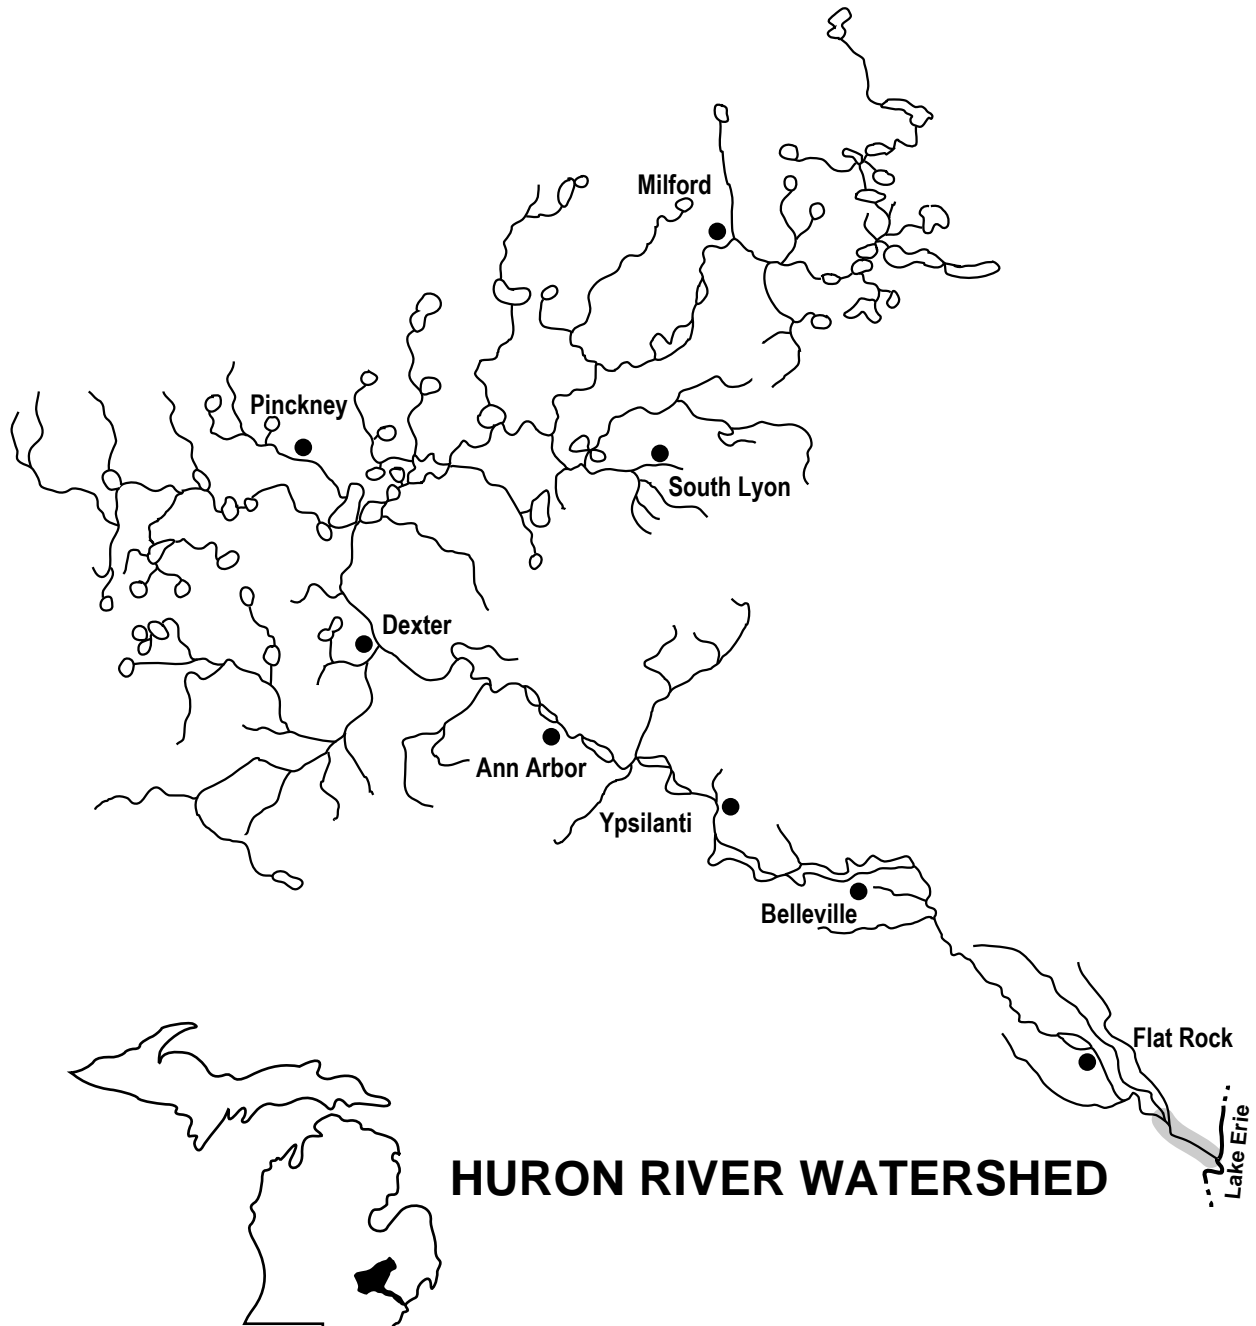 Milford
Pinckney
South Lyon
Dexter
Ann Arbor
Ypsilanti
Belleville
Flat Rock
Lake Erie
HURON RIVER WATERSHED